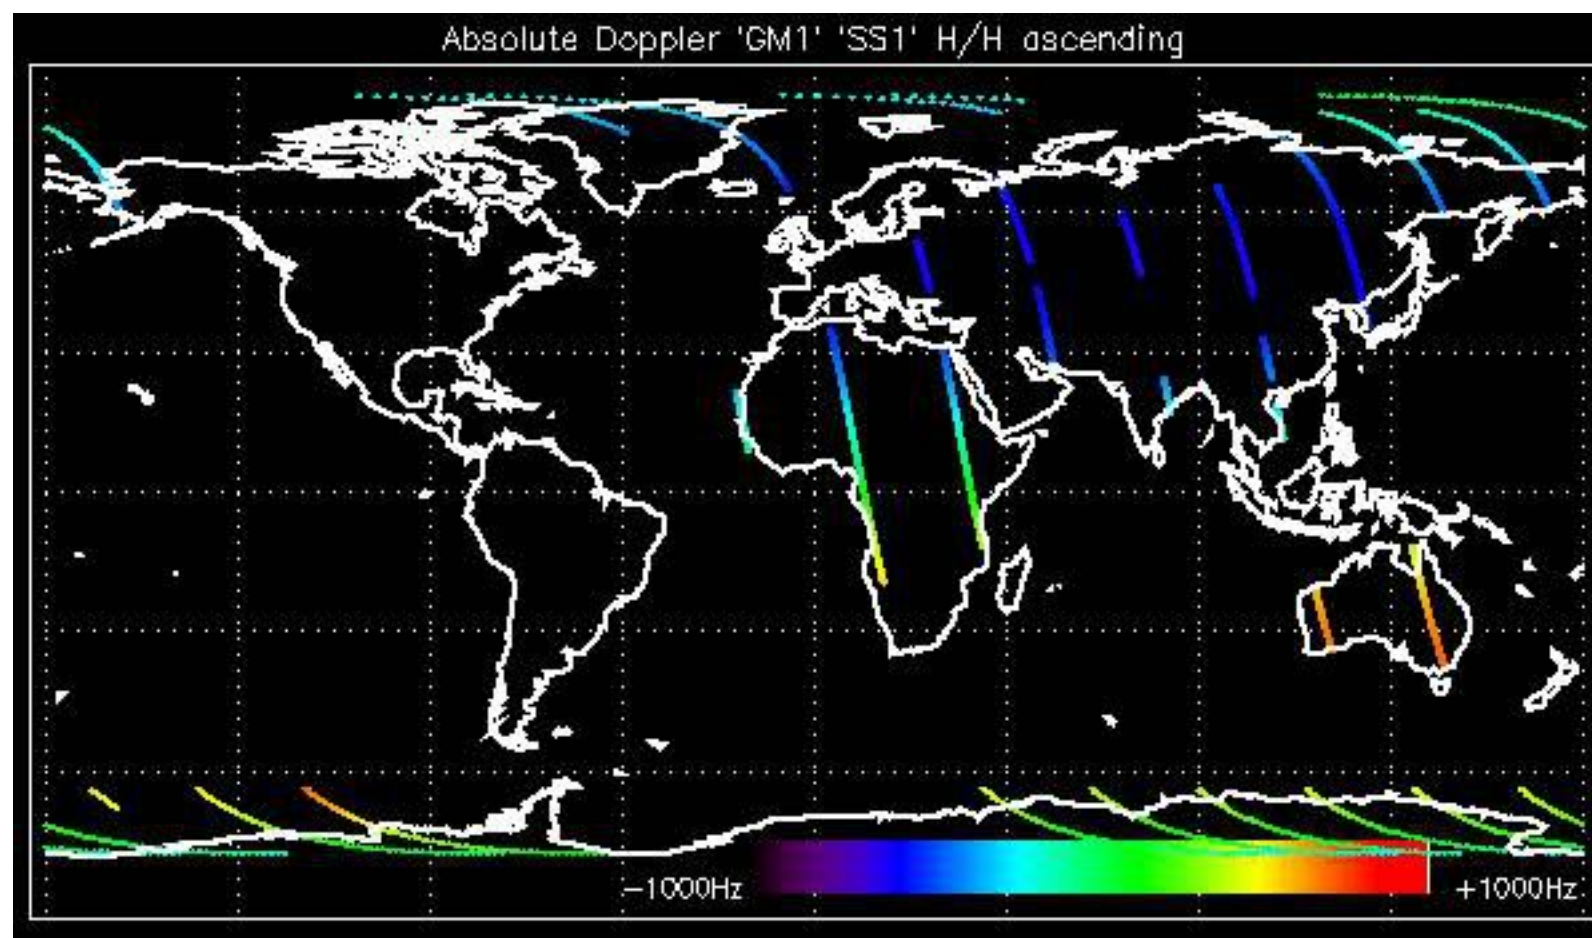 Absolute Doppler 'GM1' 'SS1' H/H ascending
-1000Hz
+1000Hz